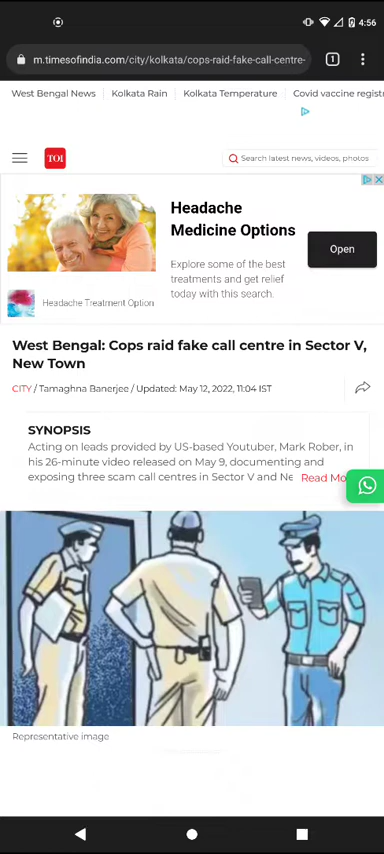 4:56
m.timesofindia.com/city/kolkata/cops-raid-fake-call-centre-
1
West Bengal News
Kolkata Rain
Kolkata Temperature
Covid vaccine registr
TOI
Search latest news, videos, photos
Headache
Medicine Options
Explore some of the best
treatments and get relief
today with this search.
Open
Headache Treatment Option
West Bengal: Cops raid fake call centre in Sector V,
New Town
CITY / Tamaghna Banerjee / Updated: May 12, 2022, 11:04 IST
SYNOPSIS
Acting on leads provided by US-based Youtuber, Mark Rober, in
his 26-minute video released on May 9, documenting and
exposing three scam call centres in Sector V and Ne Read Mo
Representative image